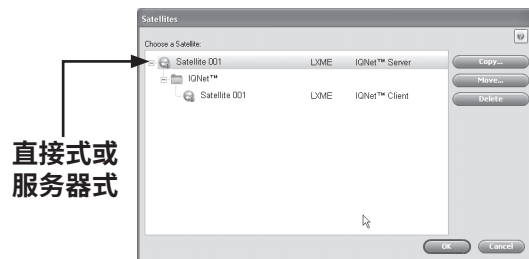 Satellites
Choose a Satellite:
Satellite 001 LXME IQNet™ Server
IQNet™
Satellite 001 LXME IQNet™ Client
Copy...
Move...
Delete
直接式或
服务器式
OK Cancel